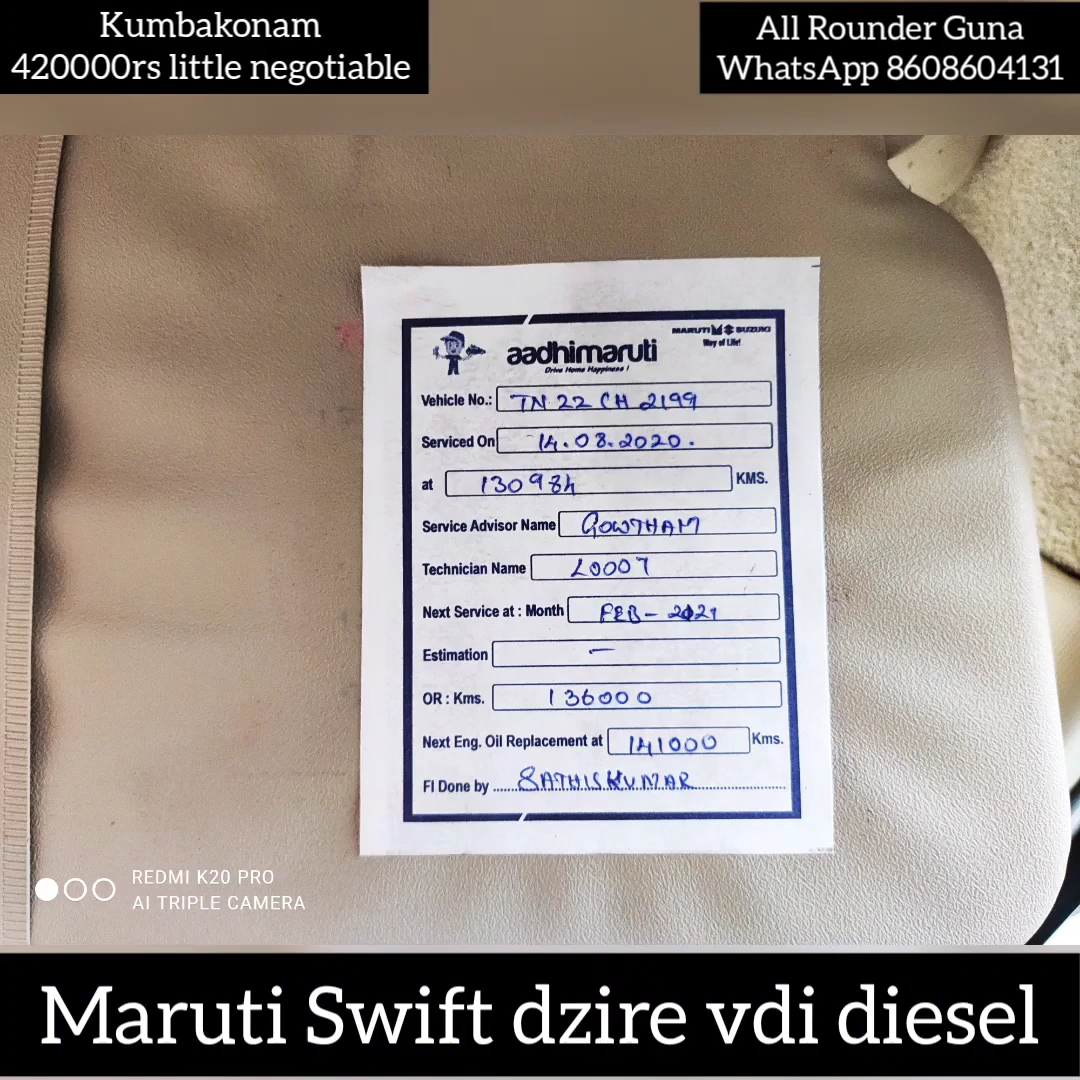 Kumbakonam
420000rs little negotiable
All Rounder Guna
WhatsApp 8608604131
MARUTI SUZUKI
Way of Life!
aadhimaruti
Drive Home Happiness !
Vehicle No.: TN 22 CH 2199
Serviced On 14.08.2020.
at 130984 KMS.
Service Advisor Name GOWTHAM
Technician Name L0007
Next Service at : Month FEB - 2021
Estimation —
OR : Kms. 136000
Next Eng. Oil Replacement at 141000 Kms.
FI Done by SATHISKUMAR
REDMI K20 PRO
AI TRIPLE CAMERA
Maruti Swift dzire vdi diesel